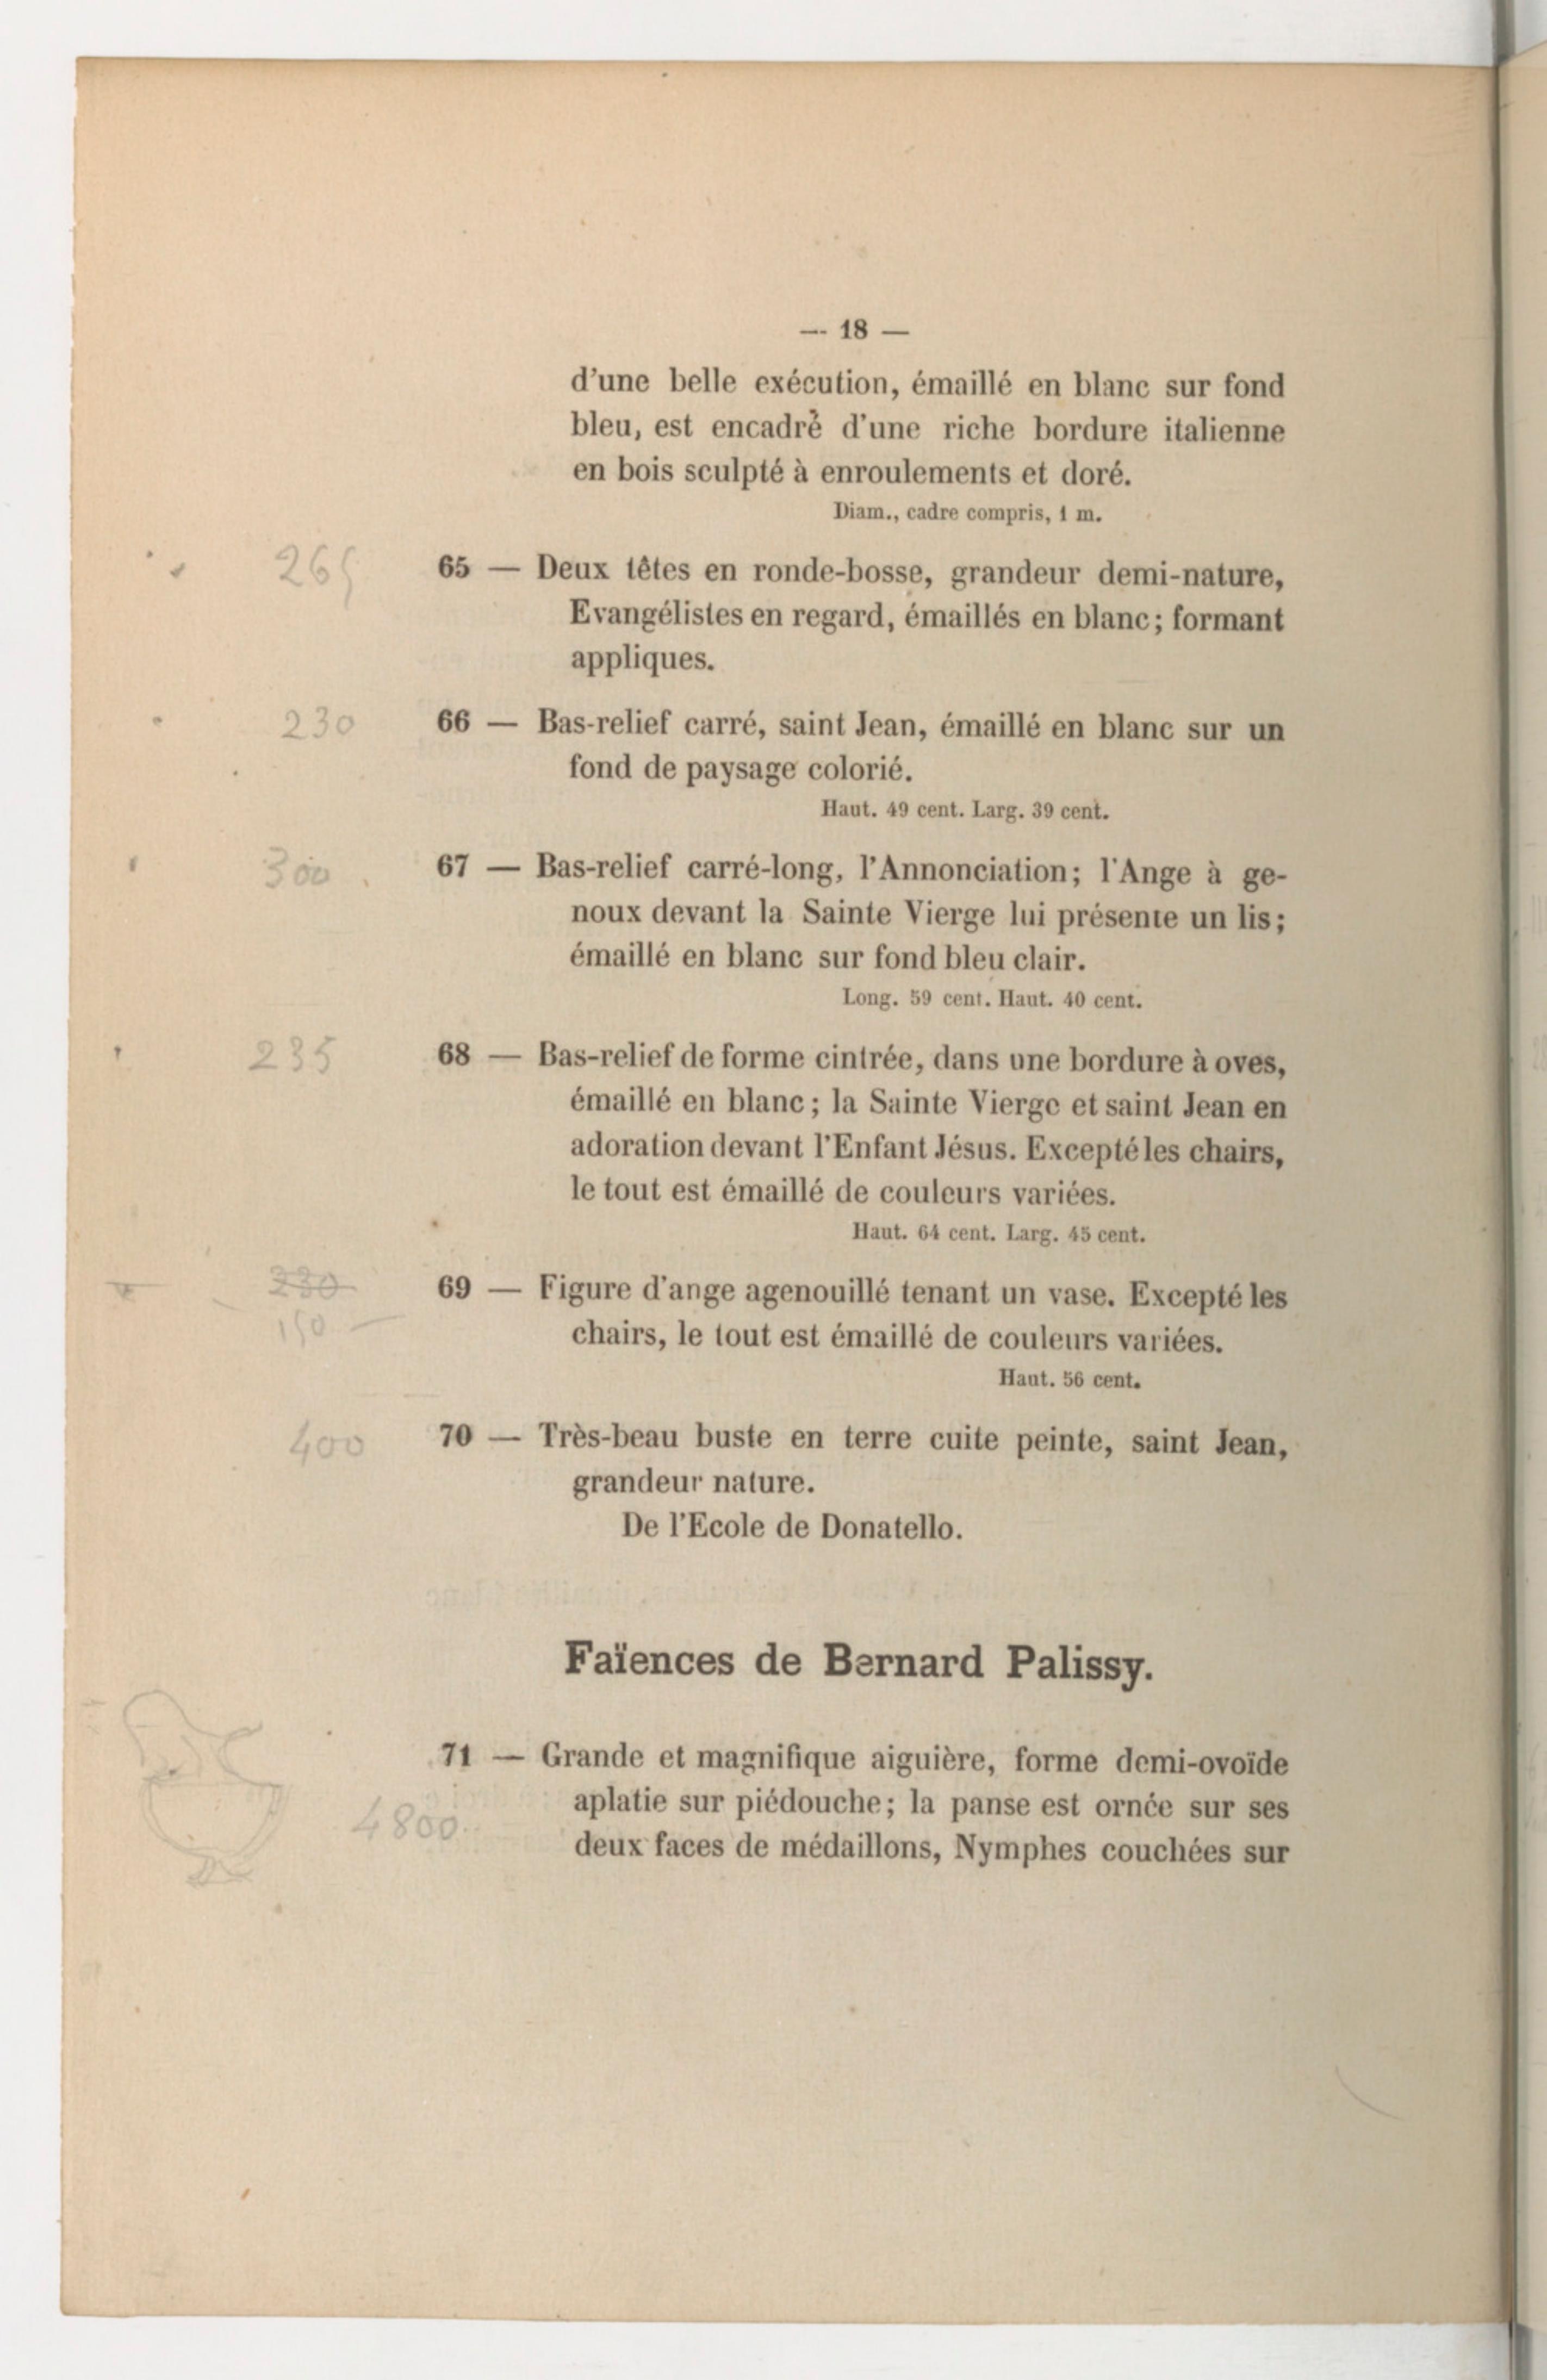 — 18 —
d'une belle exécution, émaillé en blanc sur fond
bleu, est encadré d'une riche bordure italienne
en bois sculpté à enroulements et doré.
Diam., cadre compris, 1 m.
265
65 — Deux têtes en ronde-bosse, grandeur demi-nature,
Evangélistes en regard, émaillés en blanc; formant
appliques.
230
66 — Bas-relief carré, saint Jean, émaillé en blanc sur un
fond de paysage colorié.
Haut. 49 cent. Larg. 39 cent.
300
67 — Bas-relief carré-long, l'Annonciation; l'Ange à ge-
noux devant la Sainte Vierge lui présente un lis;
émaillé en blanc sur fond bleu clair.
Long. 59 cent. Haut. 40 cent.
235
68 — Bas-relief de forme cintrée, dans une bordure à oves,
émaillé en blanc; la Sainte Vierge et saint Jean en
adoration devant l'Enfant Jésus. Excepté les chairs,
le tout est émaillé de couleurs variées.
Haut. 64 cent. Larg. 45 cent.
230
69 — Figure d'ange agenouillé tenant un vase. Excepté les
150
chairs, le tout est émaillé de couleurs variées.
Haut. 56 cent.
400
70 — Très-beau buste en terre cuite peinte, saint Jean,
grandeur nature.
De l'Ecole de Donatello.
Faïences de Bernard Palissy.
71 — Grande et magnifique aiguière, forme demi-ovoïde
4800
aplatie sur piédouche; la panse est ornée sur ses
deux faces de médaillons, Nymphes couchées sur